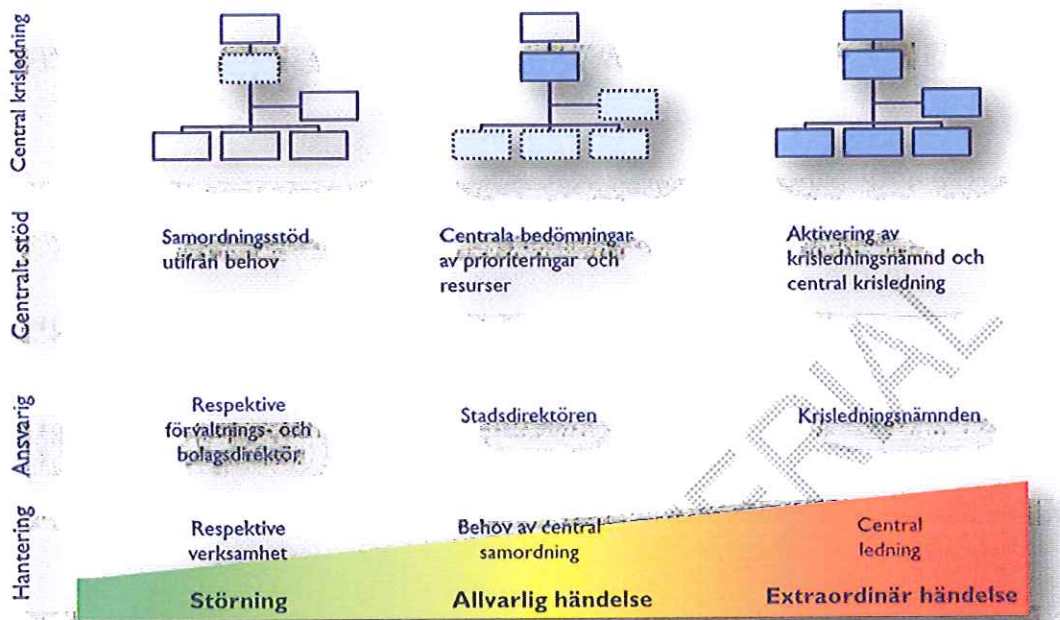 Central krisledning
Centralt stöd
Samordningsstöd
utifrån behov
Centrala bedömningar
av prioriteringar och
resurser
Aktivering av
krisledningsnämnd och
central krisledning
Ansvarig
Respektive
förvaltnings- och
bolagsdirektör
Stadsdirektören
Krisledningsnämnden
Hantering
Respektive
verksamhet
Behov av central
samordning
Central
ledning
Störning
Allvarlig händelse
Extraordinär händelse